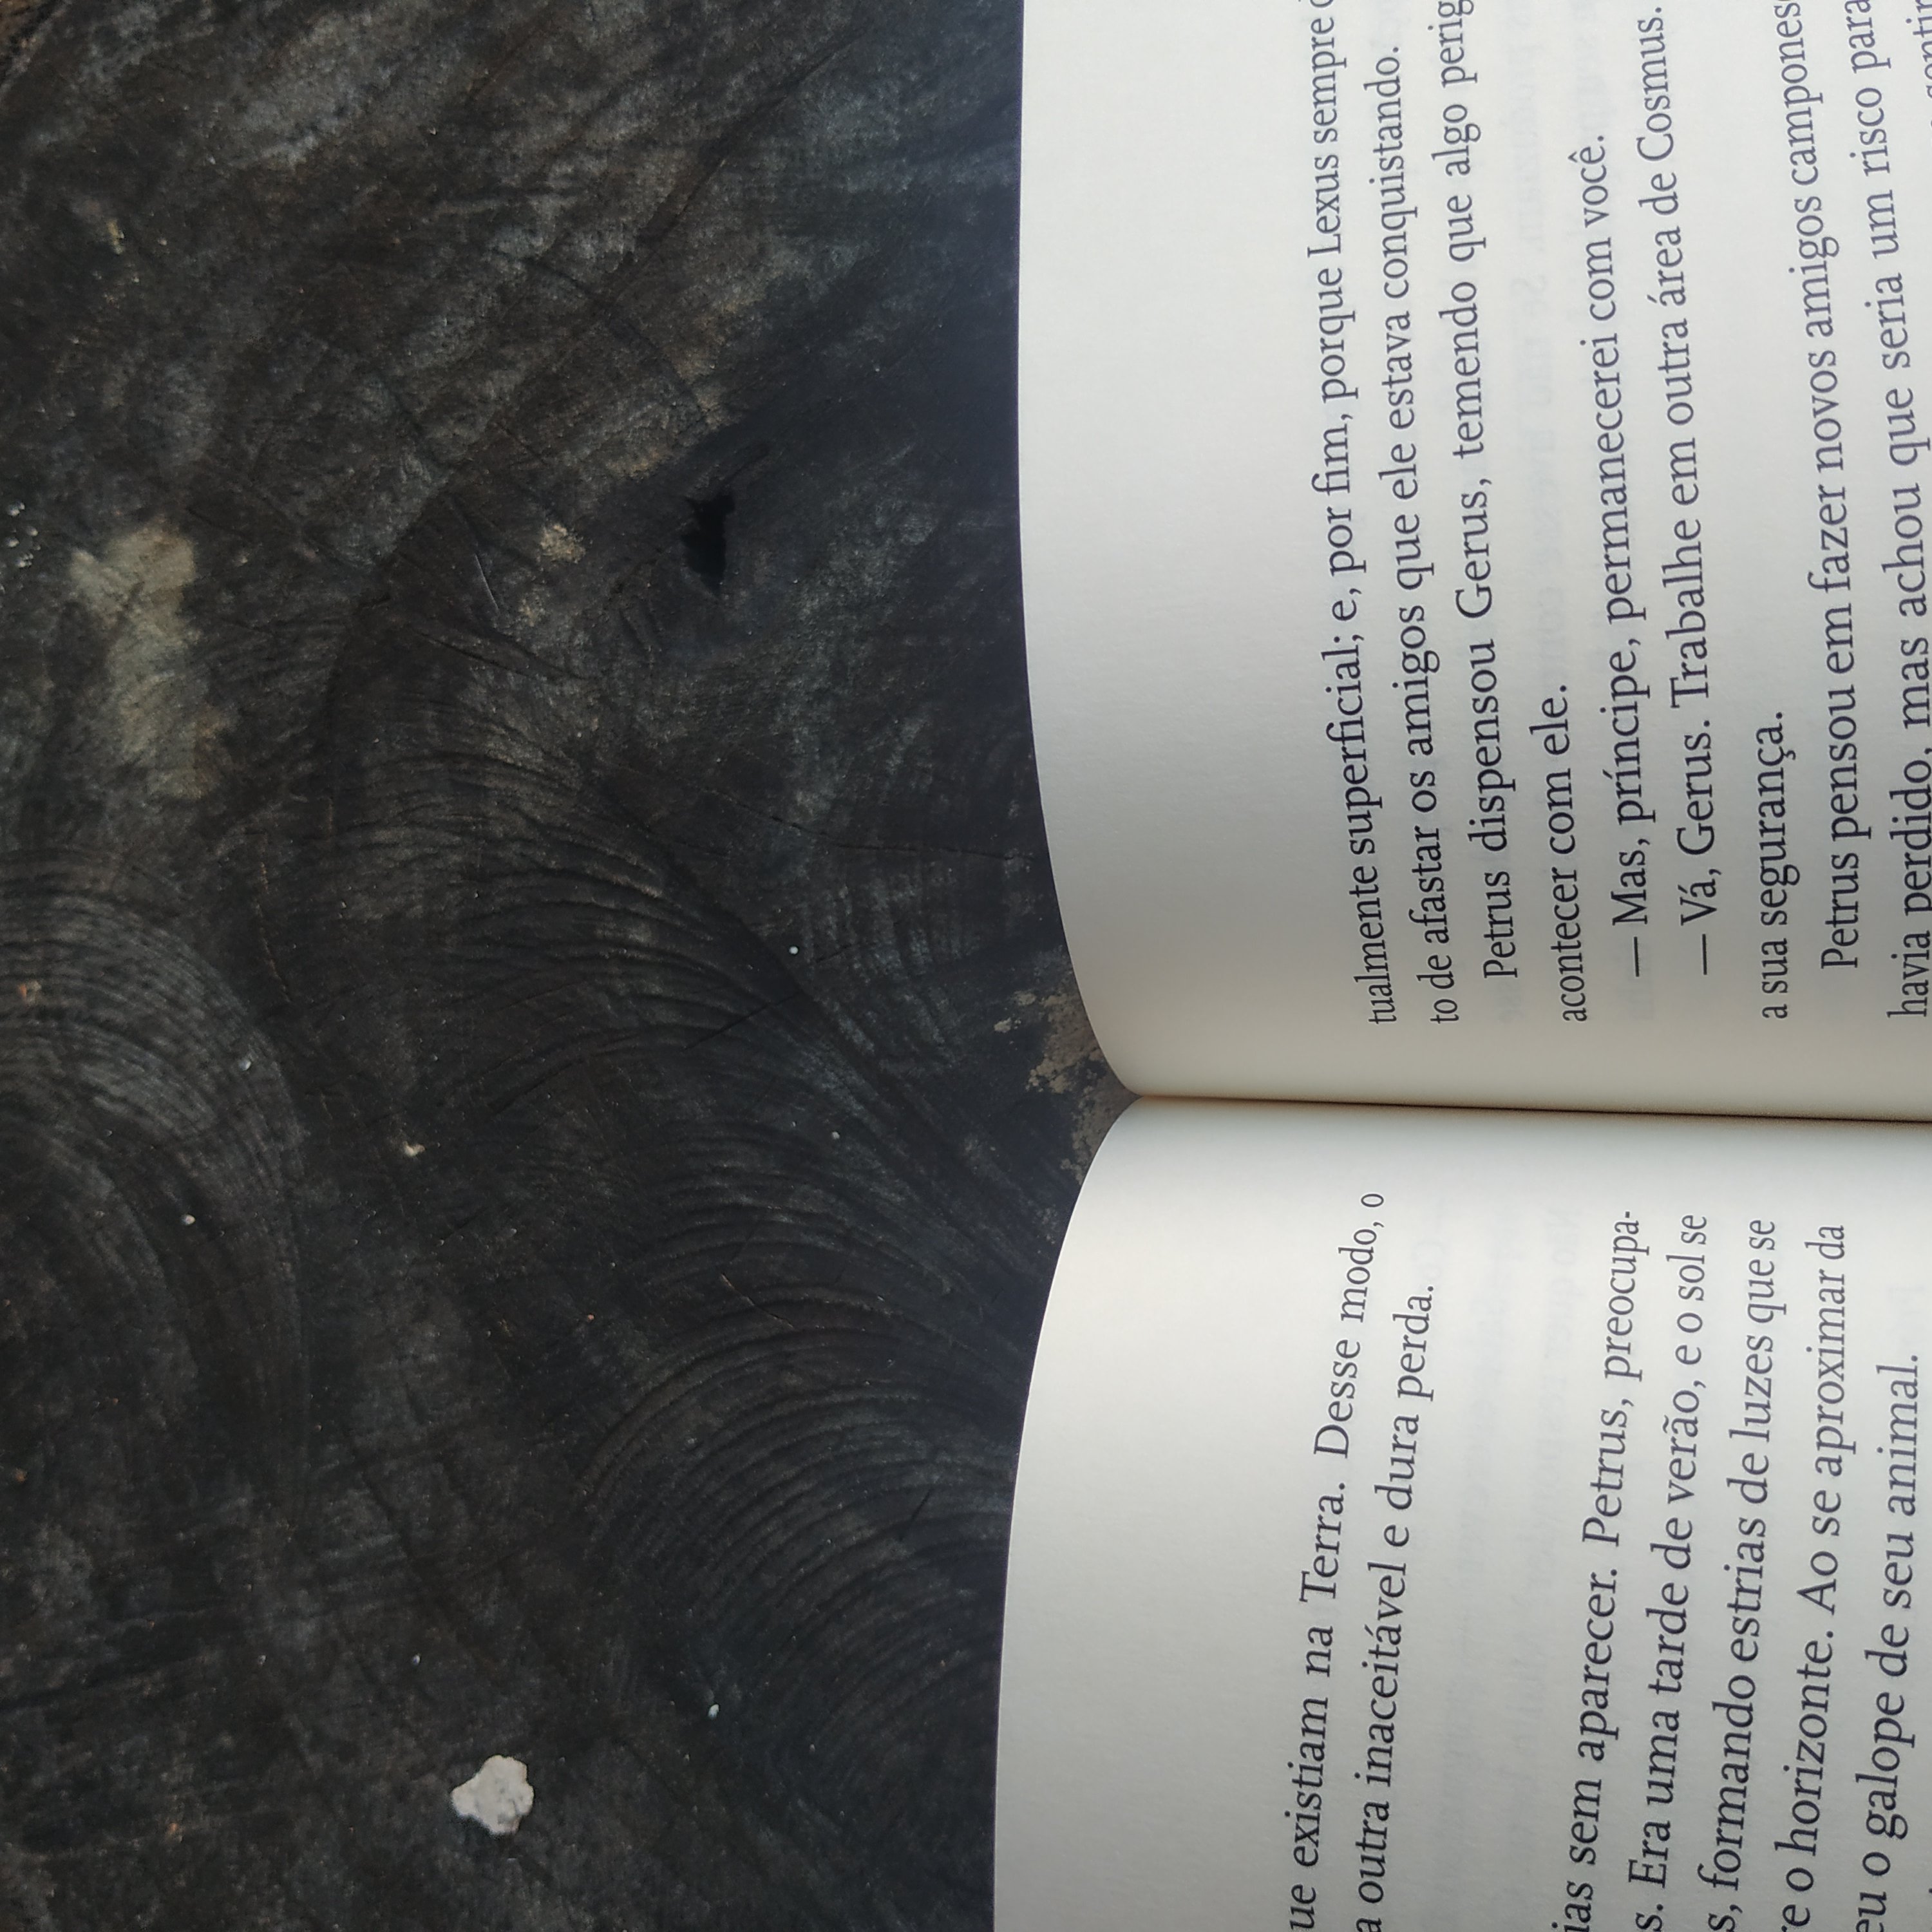 ue existiam na Terra. Desse modo, o
a outra inaceitável e dura perda.
ias sem aparecer. Petrus, preocupa-
s. Era uma tarde de verão, e o sol se
s, formando estrias de luzes que se
re o horizonte. Ao se aproximar da
eu o galope de seu animal.
tualmente superficial; e, por fim, porque Lexus sempre
to de afastar os amigos que ele estava conquistando.
Petrus dispensou Gerus, temendo que algo perig
acontecer com ele.
— Mas, príncipe, permanecerei com você.
— Vá, Gerus. Trabalhe em outra área de Cosmus.
a sua segurança.
Petrus pensou em fazer novos amigos campones
havia perdido, mas achou que seria um risco para